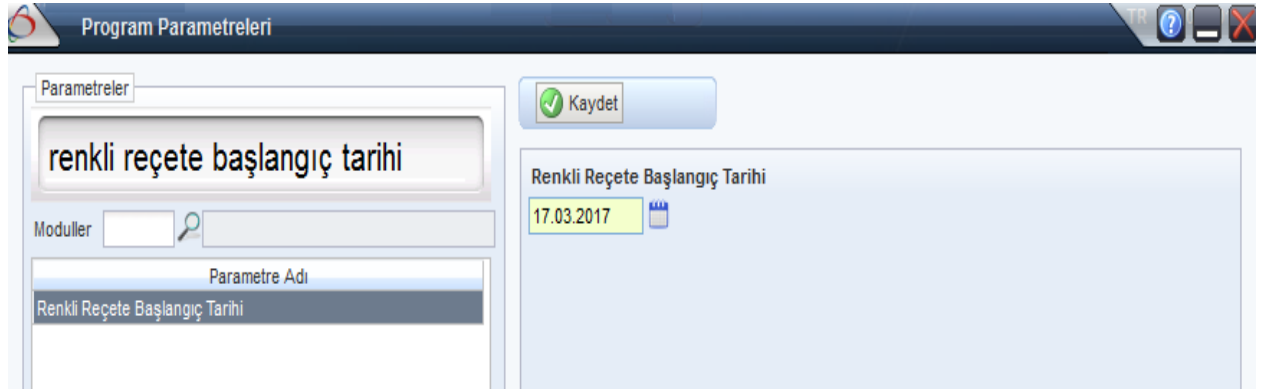 Program Parametreleri
TR
Parametreler
renkli reçete başlangıç tarihi
Moduller
Parametre Adı
Renkli Reçete Başlangıç Tarihi
Kaydet
Renkli Reçete Başlangıç Tarihi
17.03.2017